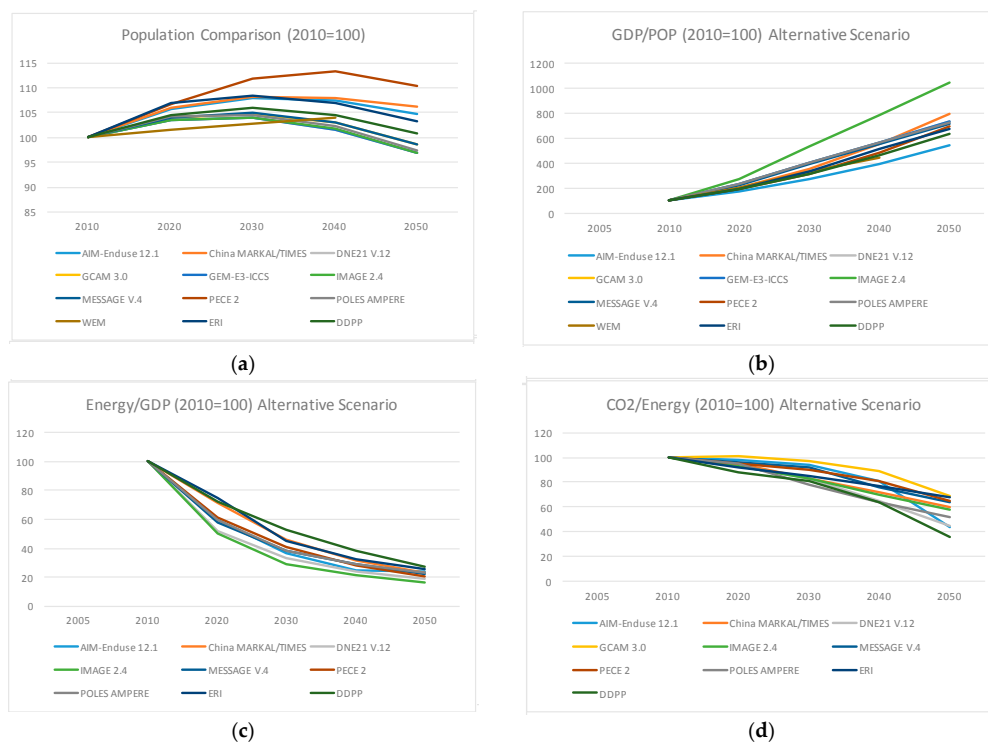 Population Comparison (2010=100)
115
110
105
100
95
90
85
2010 2020 2030 2040 2050
AIM-Enduse 12.1 China MARKAL/TIMES DNE21 V.12
GCAM 3.0 GEM-E3-ICCS IMAGE 2.4
MESSAGE V.4 PECE 2 POLES AMPERE
WEM ERI DDPP
(a)
GDP/POP (2010=100) Alternative Scenario
1200
1000
800
600
400
200
0
2005 2010 2020 2030 2040 2050
AIM-Enduse 12.1 China MARKAL/TIMES DNE21 V.12
GCAM 3.0 GEM-E3-ICCS IMAGE 2.4
MESSAGE V.4 PECE 2 POLES AMPERE
WEM ERI DDPP
(b)
Energy/GDP (2010=100) Alternative Scenario
120
100
80
60
40
20
0
2005 2010 2020 2030 2040 2050
AIM-Enduse 12.1 China MARKAL/TIMES DNE21 V.12
IMAGE 2.4 MESSAGE V.4 PECE 2
POLES AMPERE ERI DDPP
(c)
CO2/Energy (2010=100) Alternative Scenario
120
100
80
60
40
20
0
2005 2010 2020 2030 2040 2050
AIM-Enduse 12.1 China MARKAL/TIMES DNE21 V.12
GCAM 3.0 IMAGE 2.4 MESSAGE V.4
PECE 2 POLES AMPERE ERI
DDPP
(d)